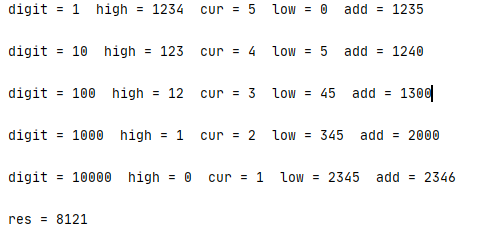 digit = 1  high = 1234  cur = 5  low = 0  add = 1235
digit = 10  high = 123  cur = 4  low = 5  add = 1240
digit = 100  high = 12  cur = 3  low = 45  add = 1300
digit = 1000  high = 1  cur = 2  low = 345  add = 2000
digit = 10000  high = 0  cur = 1  low = 2345  add = 2346
res = 8121